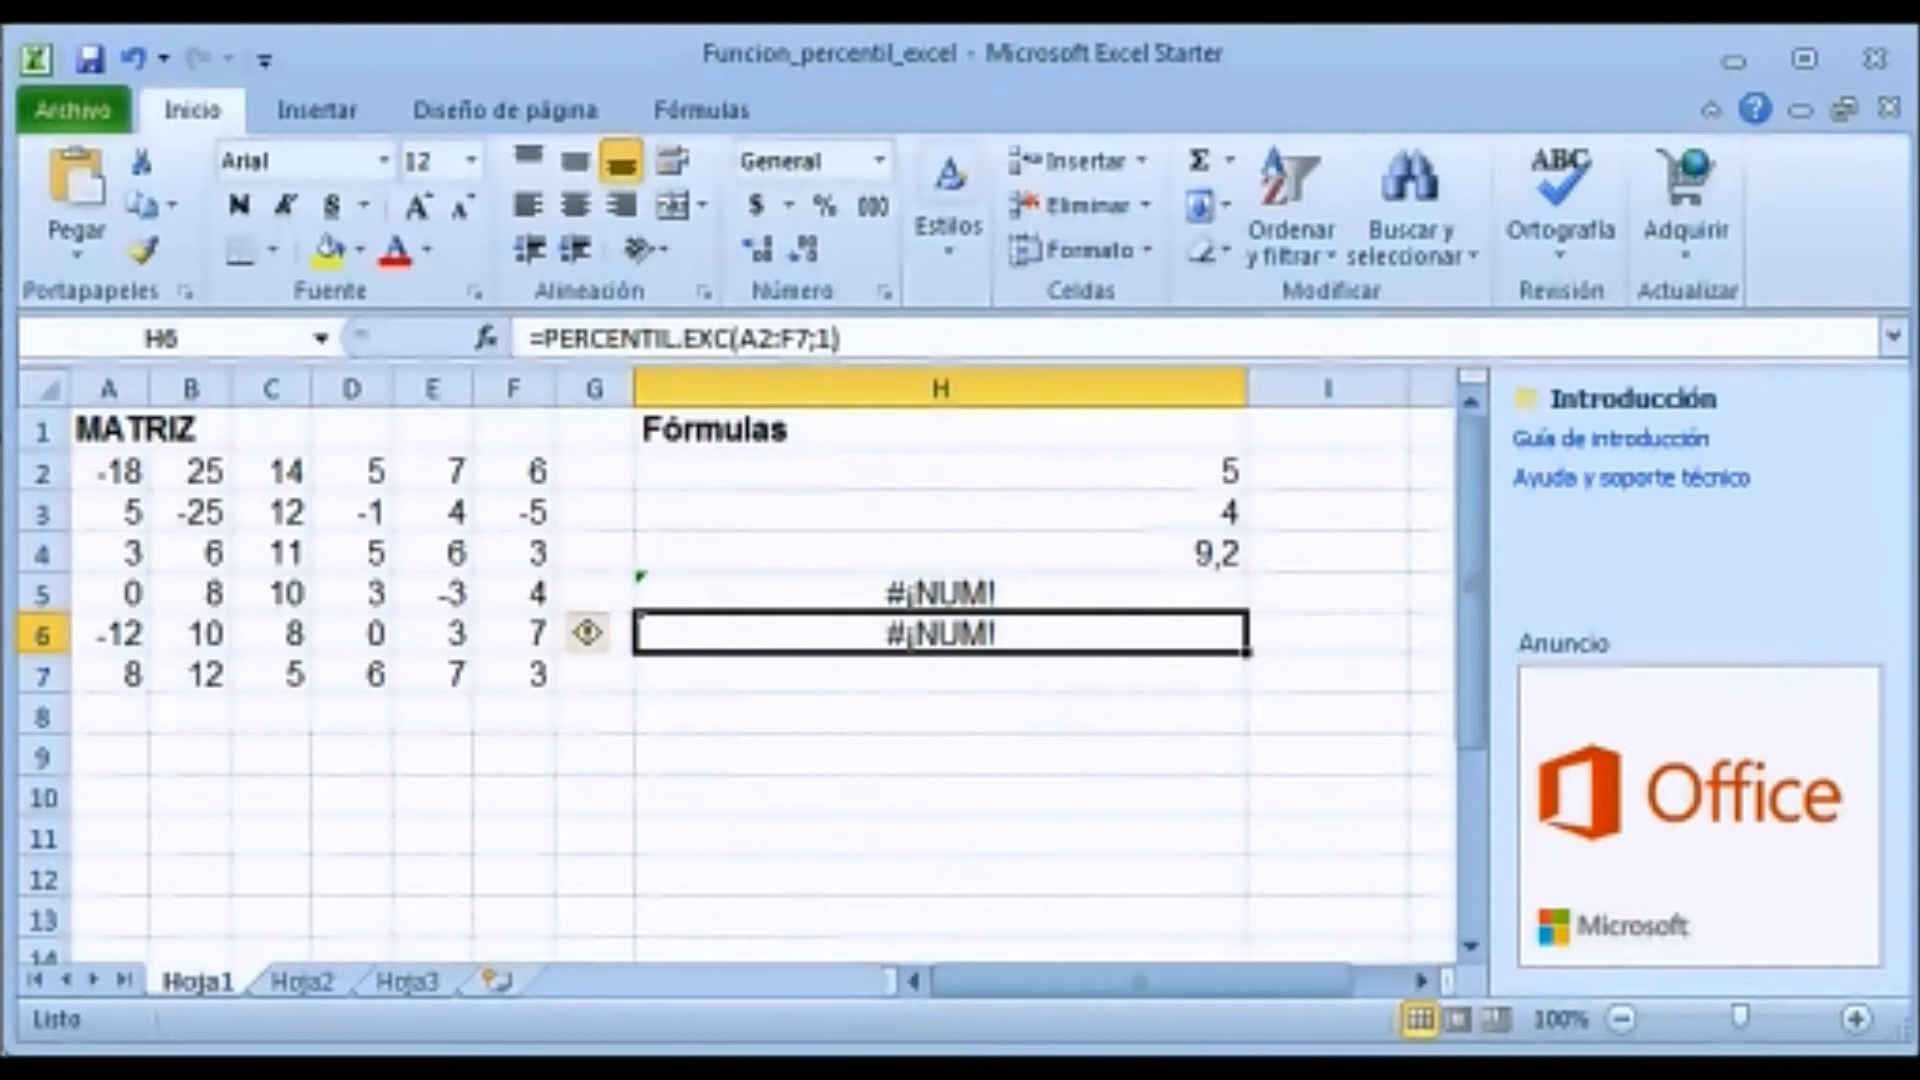 Funcion_percentil_excel - Microsoft Excel Starter
Archivo Inicio Insertar Diseño de página Fórmulas
Arial 12 General Insertar Σ ABC
N K S $ % 000 Eliminar
Pegar Estilos Formato Ordenar y filtrar Buscar y seleccionar Ortografía Adquirir
Portapapeles Fuente Alineación Número Celdas Modificar Revisión Actualizar
H6 fx =PERCENTIL.EXC(A2:F7;1)
A B C D E F G H I
1 MATRIZ Fórmulas
2 -18 25 14 5 7 6 5
3 5 -25 12 -1 4 -5 4
4 3 6 11 5 6 3 9,2
5 0 8 10 3 -3 4 #¡NUM!
6 -12 10 8 0 3 7 #¡NUM!
7 8 12 5 6 7 3
8
9
10
11
12
13
14
Introducción
Guía de introducción
Ayuda y soporte técnico
Anuncio
Office
Microsoft
Hoja1 Hoja2 Hoja3
Listo 100%